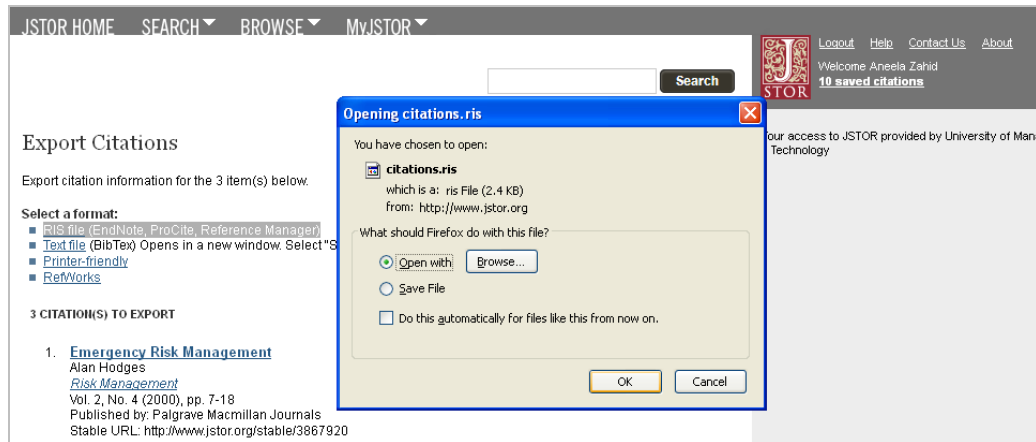 JSTOR HOME SEARCH BROWSE MyJSTOR
Logout Help Contact Us About
Welcome Aneela Zahid
10 saved citations
JSTOR
Search
Opening citations.ris
our access to JSTOR provided by University of Man
Technology
Export Citations
Export citation information for the 3 item(s) below.
Select a format:
RIS file (EndNote, ProCite, Reference Manager)
Text file (BibTex) Opens in a new window. Select "S
Printer-friendly
RefWorks
3 CITATION(S) TO EXPORT
1. Emergency Risk Management
Alan Hodges
Risk Management
Vol. 2, No. 4 (2000), pp. 7-18
Published by: Palgrave Macmillan Journals
Stable URL: http://www.jstor.org/stable/3867920
You have chosen to open:
citations.ris
which is a: ris File (2.4 KB)
from: http://www.jstor.org
What should Firefox do with this file?
Open with Browse...
Save File
Do this automatically for files like this from now on.
OK Cancel